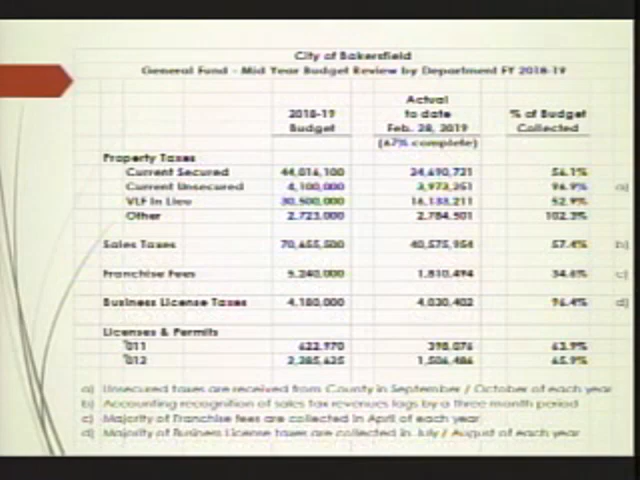 City of Bakersfield
General Fund - Mid Year Budget Review by Department FY 2018-19
Actual
2018-19 to date % of Budget
Budget Feb. 28, 2019 Collected
(67% complete)
Property Taxes
Current Secured 44,016,100 24,690,721 56.1%
Current Unsecured 4,100,000 3,973,251 96.9% a)
VLF In Lieu 30,500,000 16,133,211 52.9%
Other 2,723,000 2,784,501 102.3%
Sales Taxes 70,655,500 40,575,954 57.4% b)
Franchise Fees 5,240,000 1,810,494 34.6% c)
Business License Taxes 4,180,000 4,030,402 96.4% d)
Licenses & Permits
011 622,970 398,076 63.9%
012 2,285,625 1,506,486 65.9%
a) Unsecured taxes are received from County in September / October of each year
b) Accounting recognition of sales tax revenues lags by a three month period
c) Majority of Franchise fees are collected in April of each year
d) Majority of Business License taxes are collected in July / August of each year